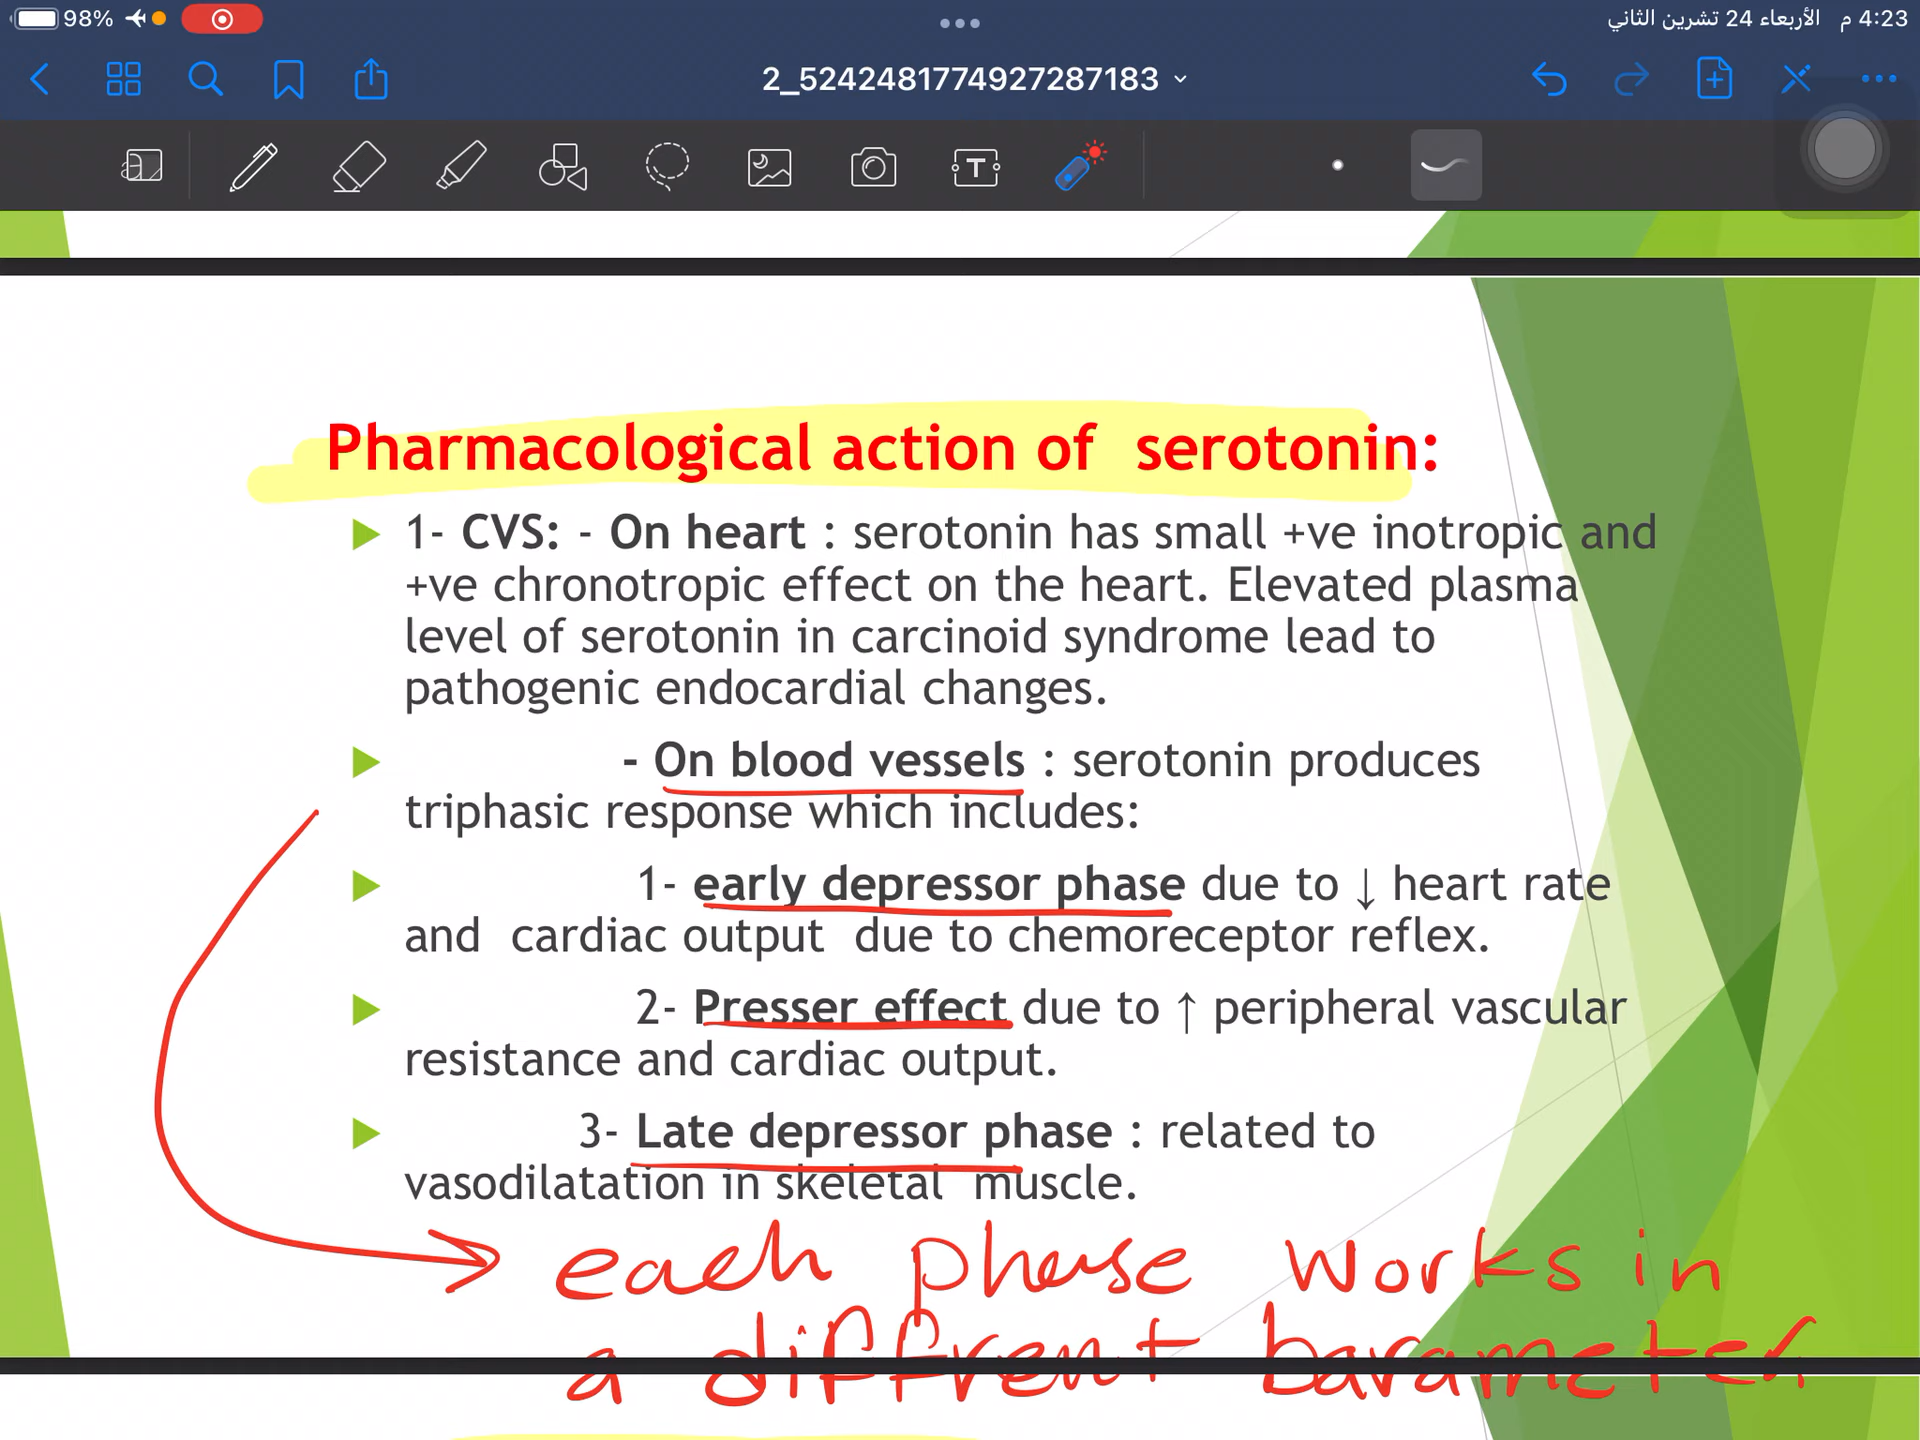 98%
4:23 م الأربعاء 24 تشرين الثاني
2_5242481774927287183
T
Pharmacological action of serotonin:
1- CVS: - On heart : serotonin has small +ve inotropic and
+ve chronotropic effect on the heart. Elevated plasma
level of serotonin in carcinoid syndrome lead to
pathogenic endocardial changes.
- On blood vessels : serotonin produces
triphasic response which includes:
1- early depressor phase due to ↓ heart rate
and cardiac output due to chemoreceptor reflex.
2- Presser effect due to ↑ peripheral vascular
resistance and cardiac output.
3- Late depressor phase : related to
vasodilatation in skeletal muscle.
each phase works in
a diffrent barameter